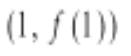 (1, f(1))